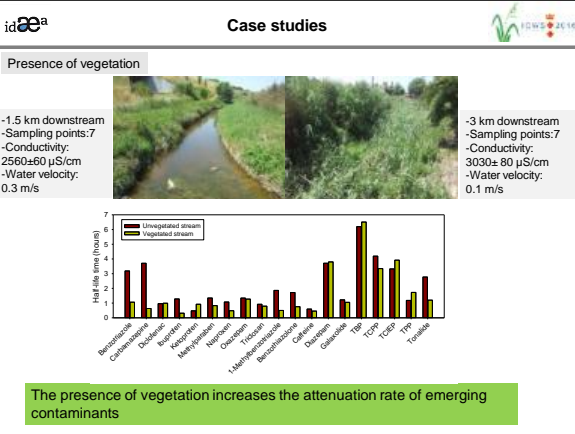 idæa
Case studies
ICWS 2016
Presence of vegetation
-1.5 km downstream
-Sampling points:7
-Conductivity:
2560±60 µS/cm
-Water velocity:
0.3 m/s
-3 km downstream
-Sampling points:7
-Conductivity:
3030± 80 µS/cm
-Water velocity:
0.1 m/s
Half-life time (hours)
7
6
5
4
3
2
1
0
Unvegetated stream
Vegetated stream
Benzothiazole
Carbamazepine
Diclofenac
Ibuprofen
Ketoprofen
Methylparaben
Naproxen
Oxazepam
Triclosan
1-Methylbenzotriazole
Benzothiazolone
Caffeine
Diazepam
Galaxolide
TBP
TCPP
TCEP
TPP
Tonalide
The presence of vegetation increases the attenuation rate of emerging
contaminants